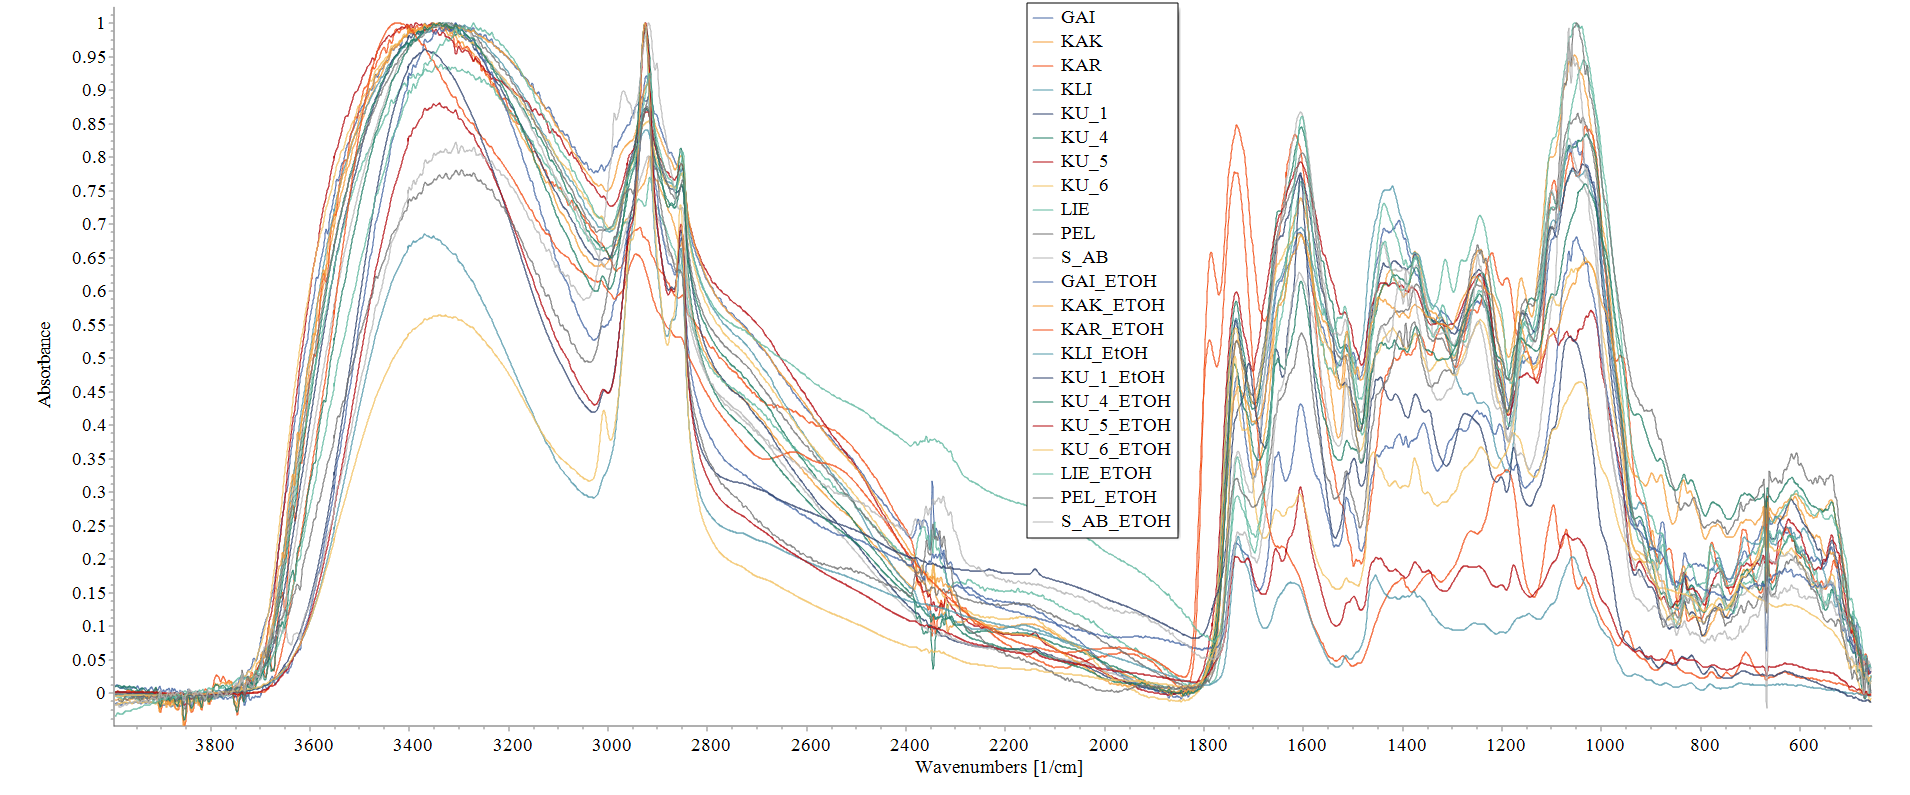 GAI
KAK
KAR
KLI
KU_1
KU_4
KU_5
KU_6
LIE
PEL
S_AB
GAI_ETOH
KAK_ETOH
KAR_ETOH
KLI_EtOH
KU_1_EtOH
KU_4_ETOH
KU_5_ETOH
KU_6_ETOH
LIE_ETOH
PEL_ETOH
S_AB_ETOH
Absorbance
1
0.95
0.9
0.85
0.8
0.75
0.7
0.65
0.6
0.55
0.5
0.45
0.4
0.35
0.3
0.25
0.2
0.15
0.1
0.05
0
3800 3600 3400 3200 3000 2800 2600 2400 2200 2000 1800 1600 1400 1200 1000 800 600
Wavenumbers [1/cm]